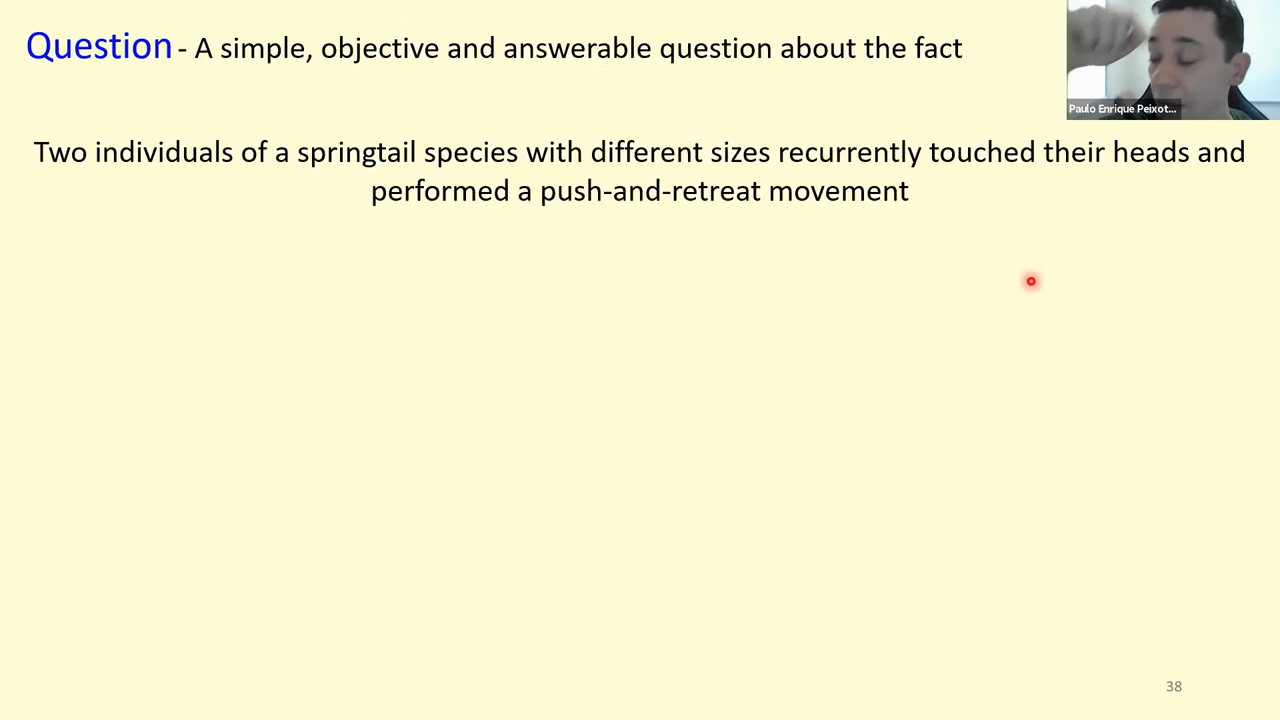 Question - A simple, objective and answerable question about the fact
Paulo Enrique Peixot...
Two individuals of a springtail species with different sizes recurrently touched their heads and
performed a push-and-retreat movement
38